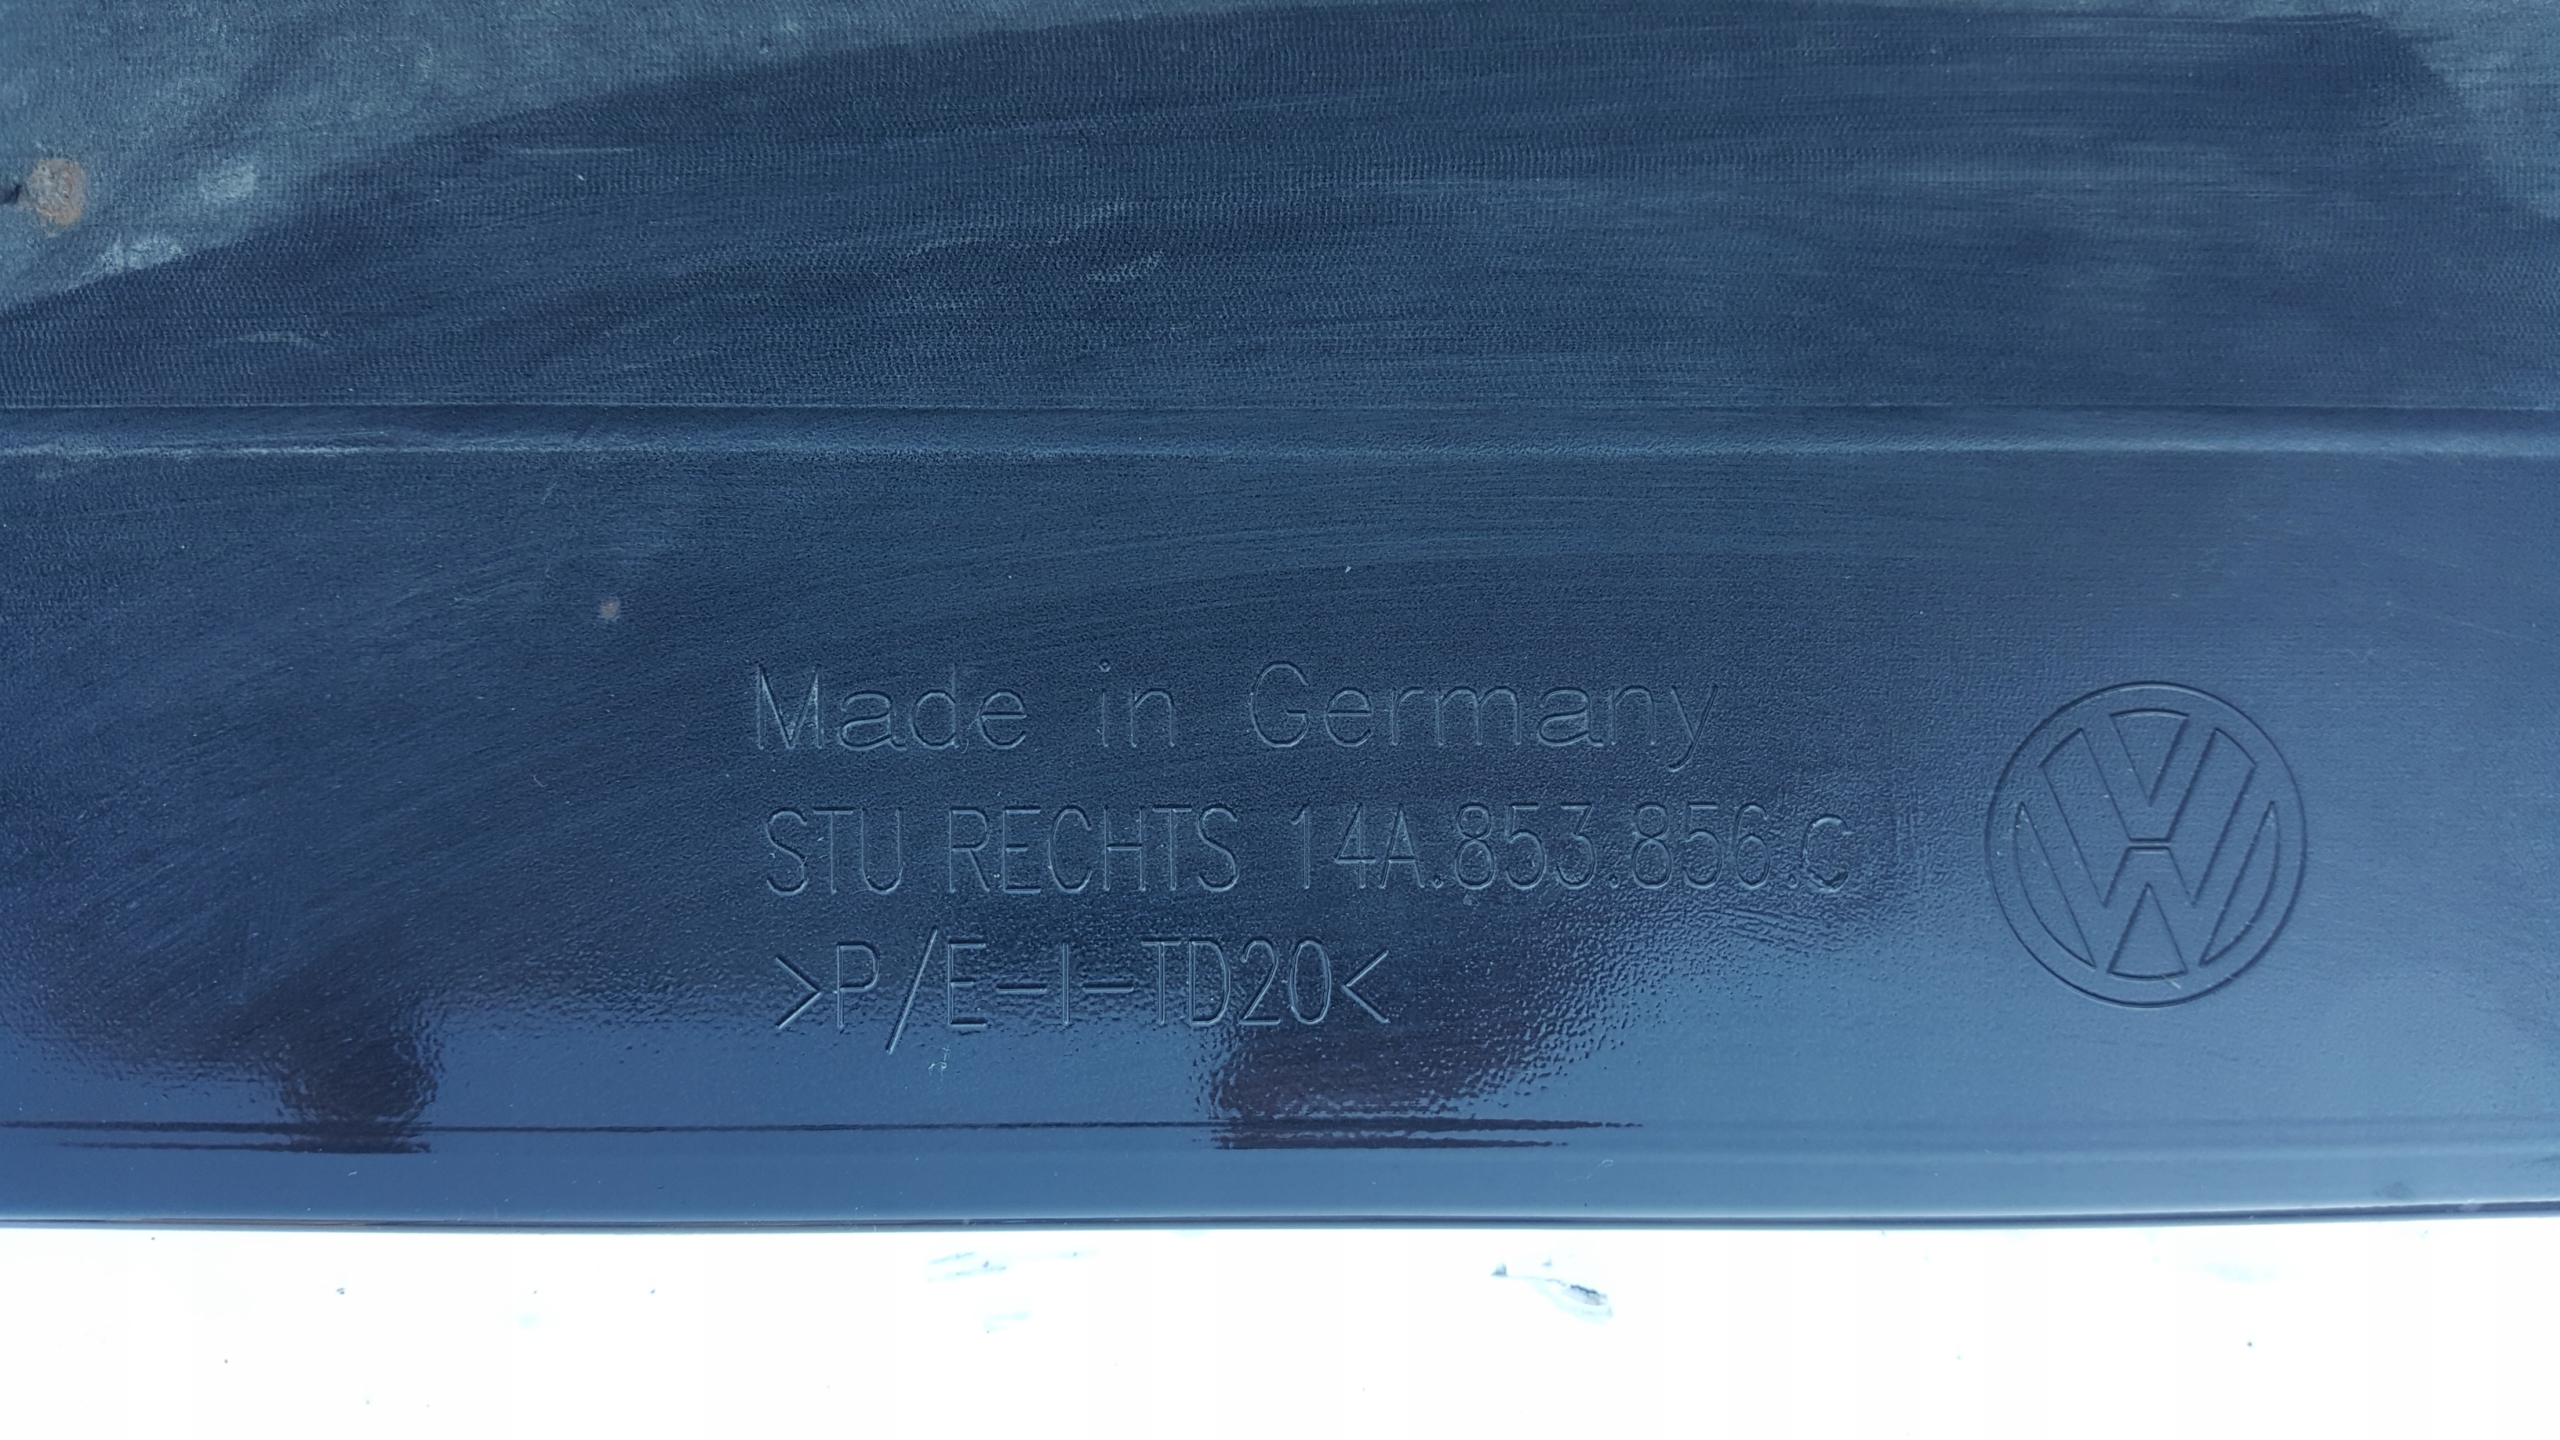 Made in Germany
STU RECHTS 14A.853.856.C
>P/E-I-TD20<